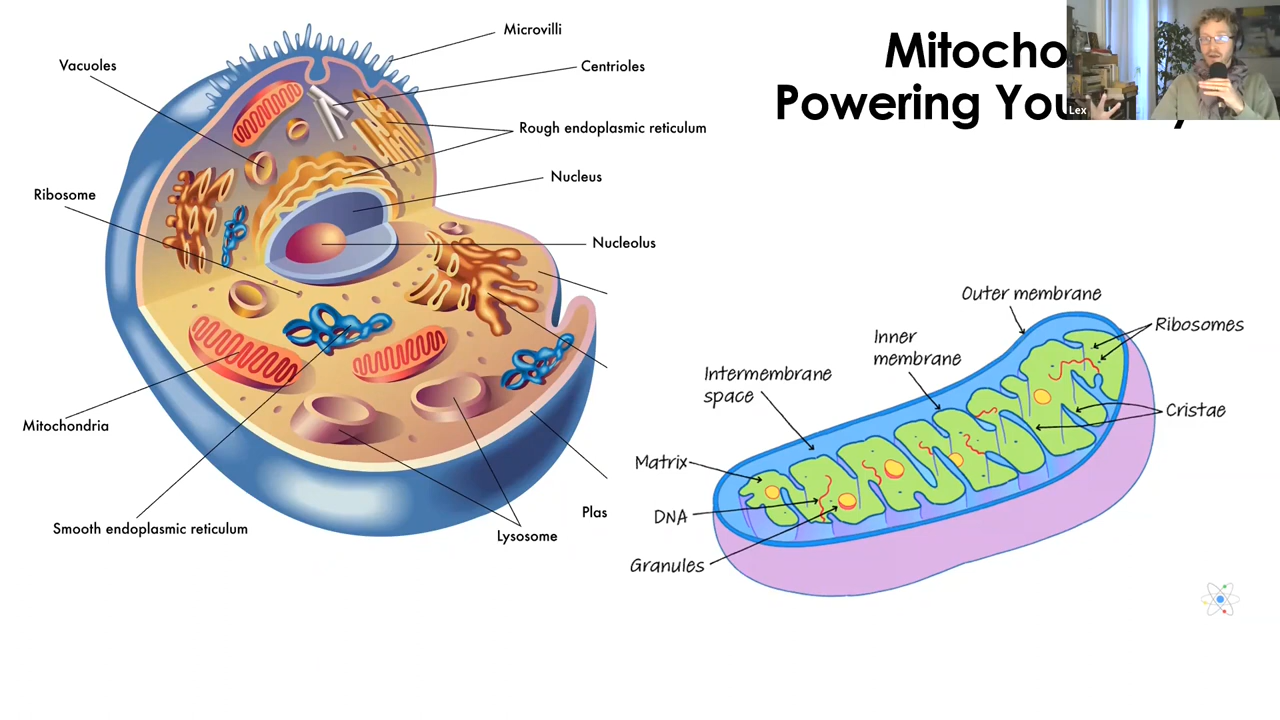 Mitocho
Powering You
Lex
Microvilli
Vacuoles
Centrioles
Rough endoplasmic reticulum
Nucleus
Ribosome
Nucleolus
Mitochondria
Smooth endoplasmic reticulum
Lysosome
Plas
Outer membrane
Ribosomes
Inner
membrane
Intermembrane
space
Cristae
Matrix
DNA
Granules